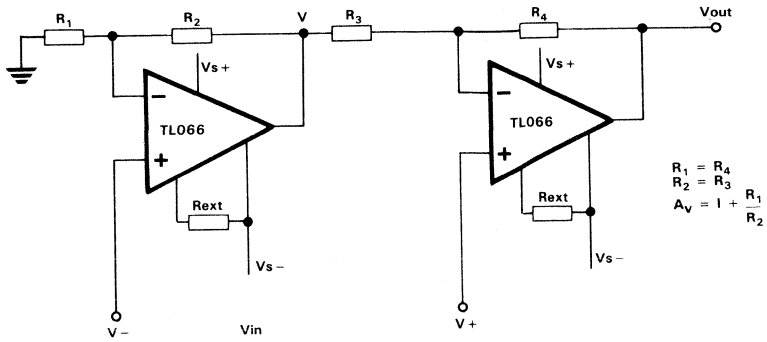 R1
R2
V
R3
R4
Vout
Vs+
Vs+
−
TL066
+
−
TL066
+
Rext
Rext
Vs−
Vs−
V−
Vin
V+
R1 = R4
R2 = R3
AV = I + R1/R2